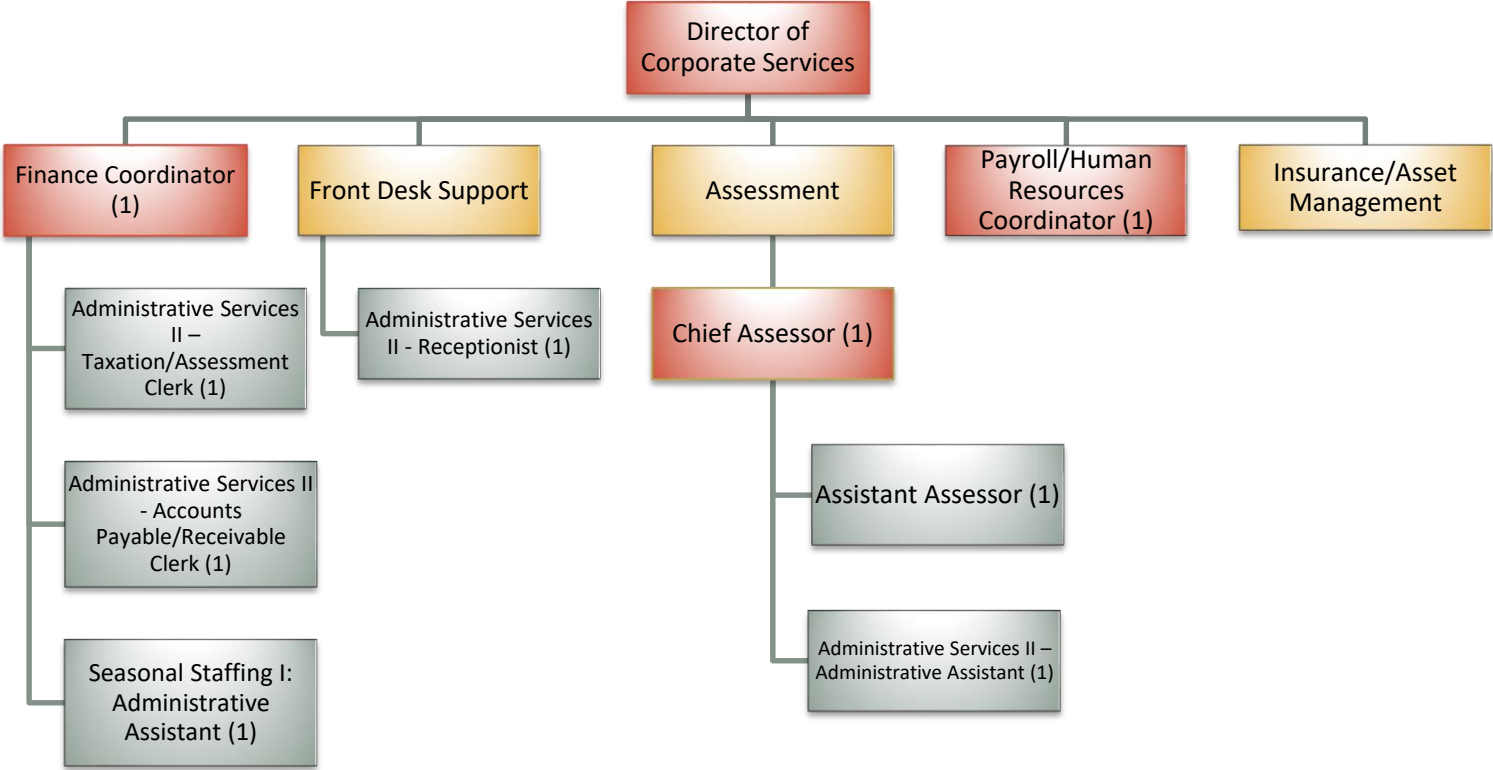 Director of
Corporate Services
Finance Coordinator
(1)
Front Desk Support
Assessment
Payroll/Human
Resources
Coordinator (1)
Insurance/Asset
Management
Administrative Services
II –
Taxation/Assessment
Clerk (1)
Administrative Services
II - Receptionist (1)
Chief Assessor (1)
Administrative Services II
- Accounts
Payable/Receivable
Clerk (1)
Assistant Assessor (1)
Seasonal Staffing I:
Administrative
Assistant (1)
Administrative Services II –
Administrative Assistant (1)